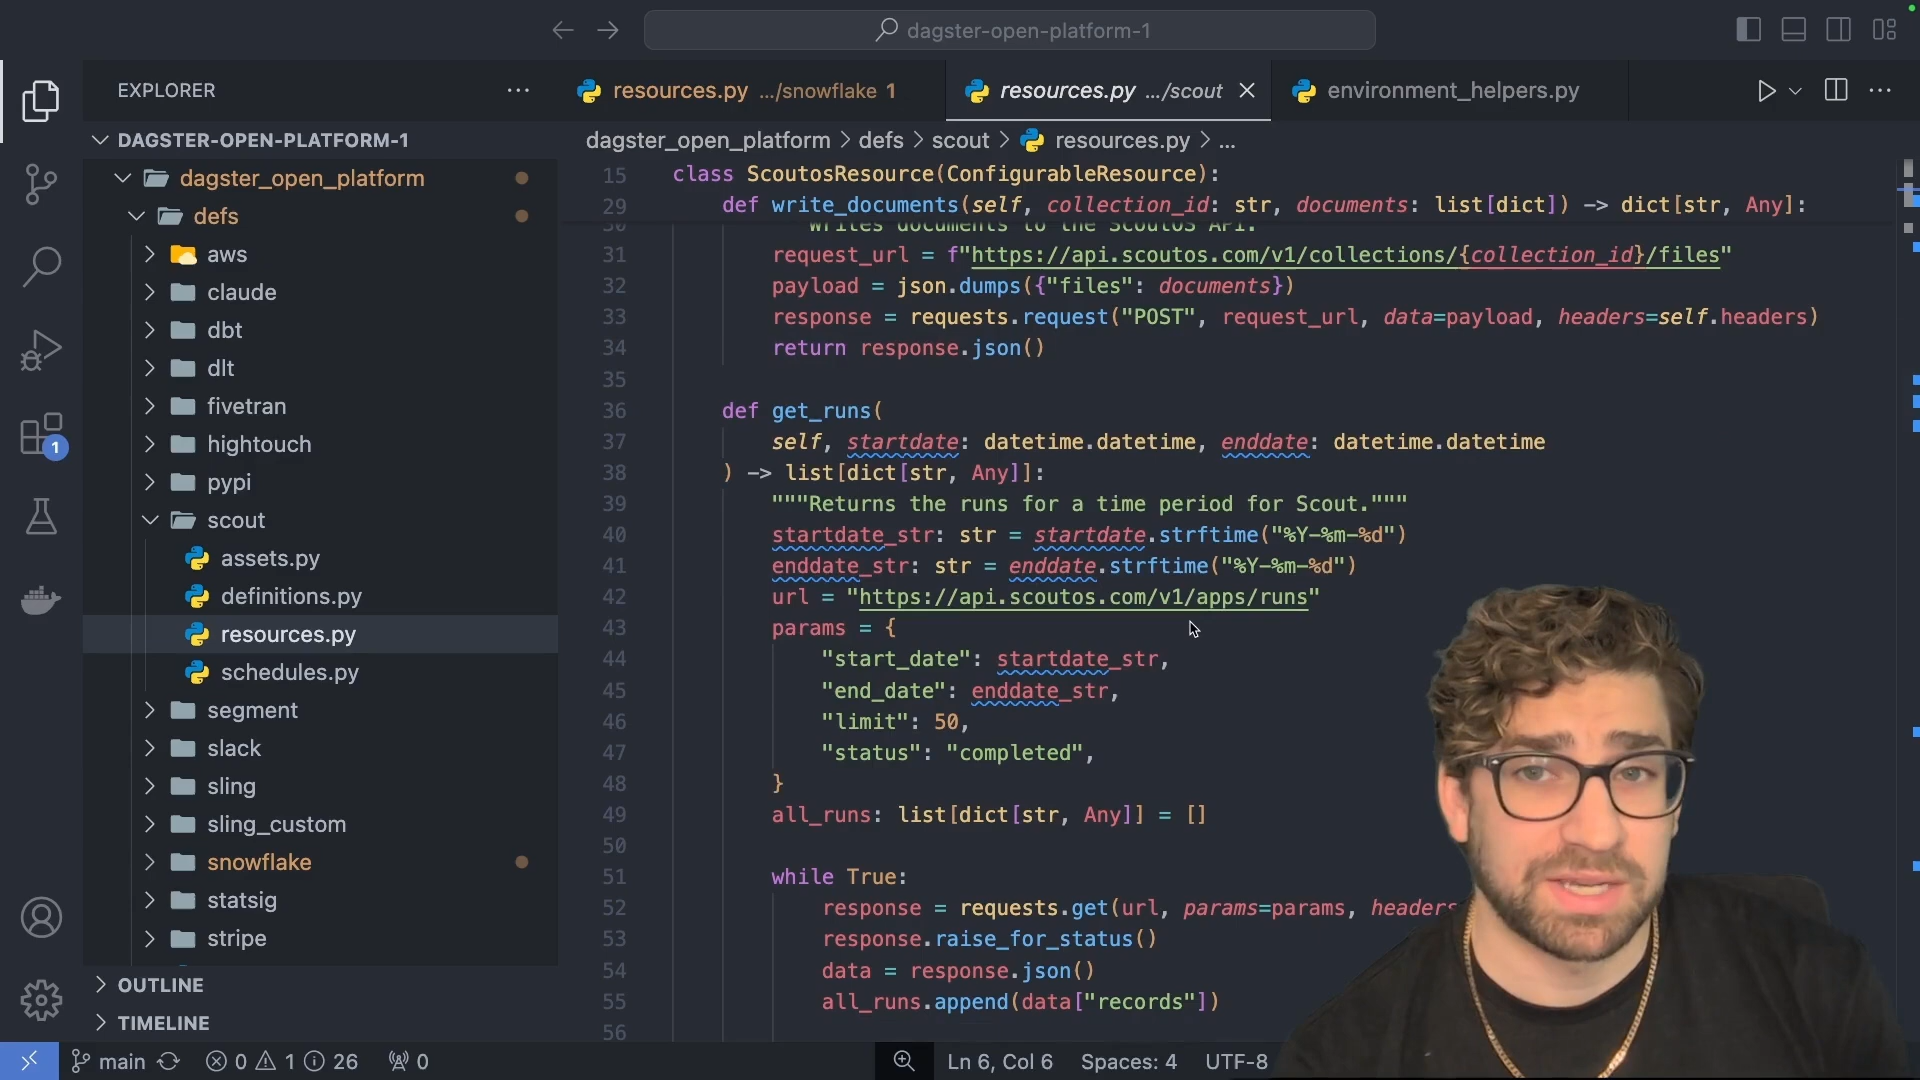 dagster-open-platform-1
EXPLORER
resources.py .../snowflake 1
resources.py .../scout
environment_helpers.py
DAGSTER-OPEN-PLATFORM-1
dagster_open_platform
defs
aws
claude
dbt
dlt
fivetran
hightouch
pypi
scout
assets.py
definitions.py
resources.py
schedules.py
segment
slack
sling
sling_custom
snowflake
statsig
stripe
OUTLINE
TIMELINE
1
dagster_open_platform > defs > scout > resources.py > ...
15 class ScoutosResource(ConfigurableResource):
29 def write_documents(self, collection_id: str, documents: list[dict]) -> dict[str, Any]:
30 """Writes documents to the ScoutOS API.
31 request_url = f"https://api.scoutos.com/v1/collections/{collection_id}/files"
32 payload = json.dumps({"files": documents})
33 response = requests.request("POST", request_url, data=payload, headers=self.headers)
34 return response.json()
35
36 def get_runs(
37 self, startdate: datetime.datetime, enddate: datetime.datetime
38 ) -> list[dict[str, Any]]:
39 """Returns the runs for a time period for Scout."""
40 startdate_str: str = startdate.strftime("%Y-%m-%d")
41 enddate_str: str = enddate.strftime("%Y-%m-%d")
42 url = "https://api.scoutos.com/v1/apps/runs"
43 params = {
44 "start_date": startdate_str,
45 "end_date": enddate_str,
46 "limit": 50,
47 "status": "completed",
48 }
49 all_runs: list[dict[str, Any]] = []
50
51 while True:
52 response = requests.get(url, params=params, headers
53 response.raise_for_status()
54 data = response.json()
55 all_runs.append(data["records"])
56
main 0 1 26 0 Ln 6, Col 6 Spaces: 4 UTF-8